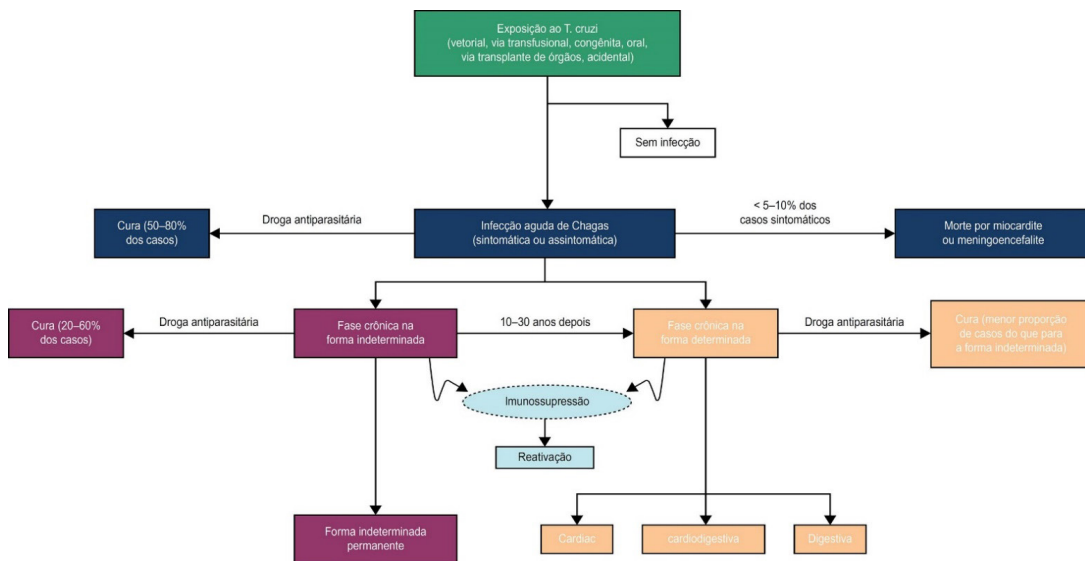 Exposição ao T. cruzi
(vetorial, via transfusional, congênita, oral,
via transplante de órgãos, acidental)
Sem infecção
Cura (50–80%
dos casos)
Droga antiparasitária
Infecção aguda de Chagas
(sintomática ou assintomática)
< 5–10% dos
casos sintomáticos
Morte por miocardite
ou meningoencefalite
Cura (20–60%
dos casos)
Droga antiparasitária
Fase crônica na
forma indeterminada
10–30 anos depois
Fase crônica na
forma determinada
Droga antiparasitária
Cura (menor proporção
de casos do que para
a forma indeterminada)
Imunossupressão
Reativação
Forma indeterminada
permanente
Cardiac
cardiodigestiva
Digestiva